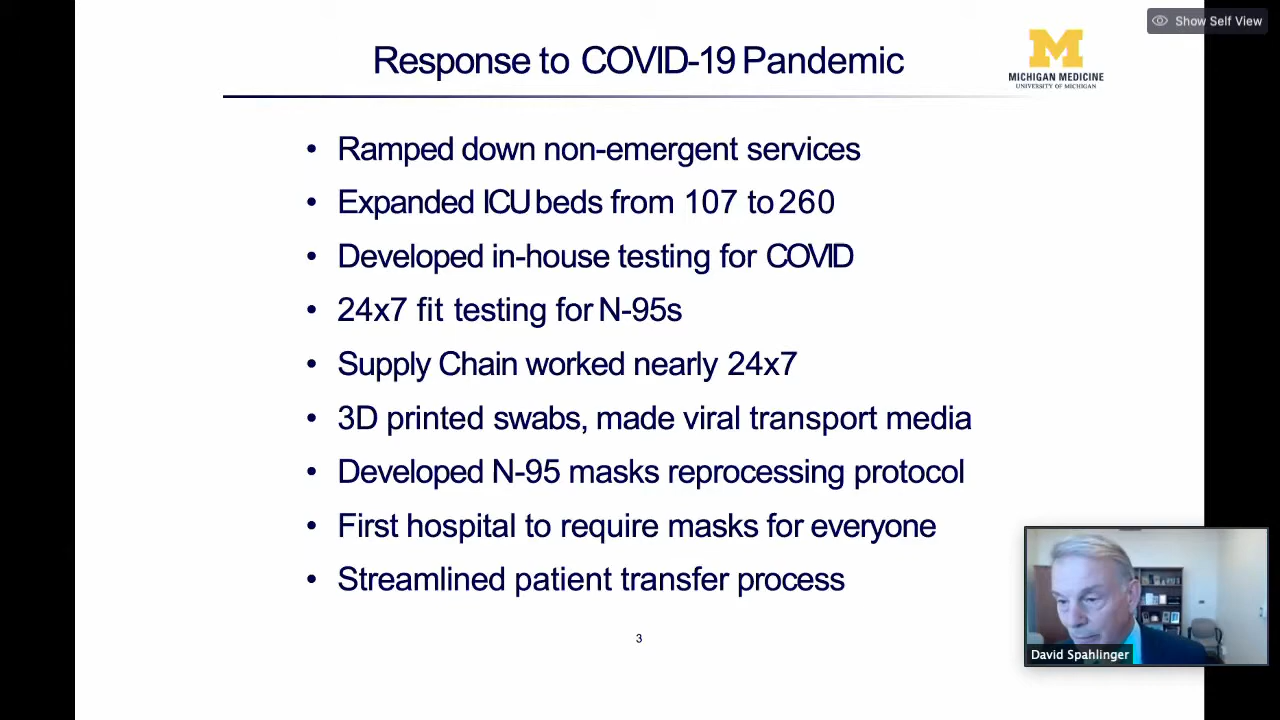 Show Self View
Response to COVID-19 Pandemic
M
MICHIGAN MEDICINE
UNIVERSITY OF MICHIGAN
• Ramped down non-emergent services
• Expanded ICU beds from 107 to 260
• Developed in-house testing for COVID
• 24x7 fit testing for N-95s
• Supply Chain worked nearly 24x7
• 3D printed swabs, made viral transport media
• Developed N-95 masks reprocessing protocol
• First hospital to require masks for everyone
• Streamlined patient transfer process
3
David Spahlinger